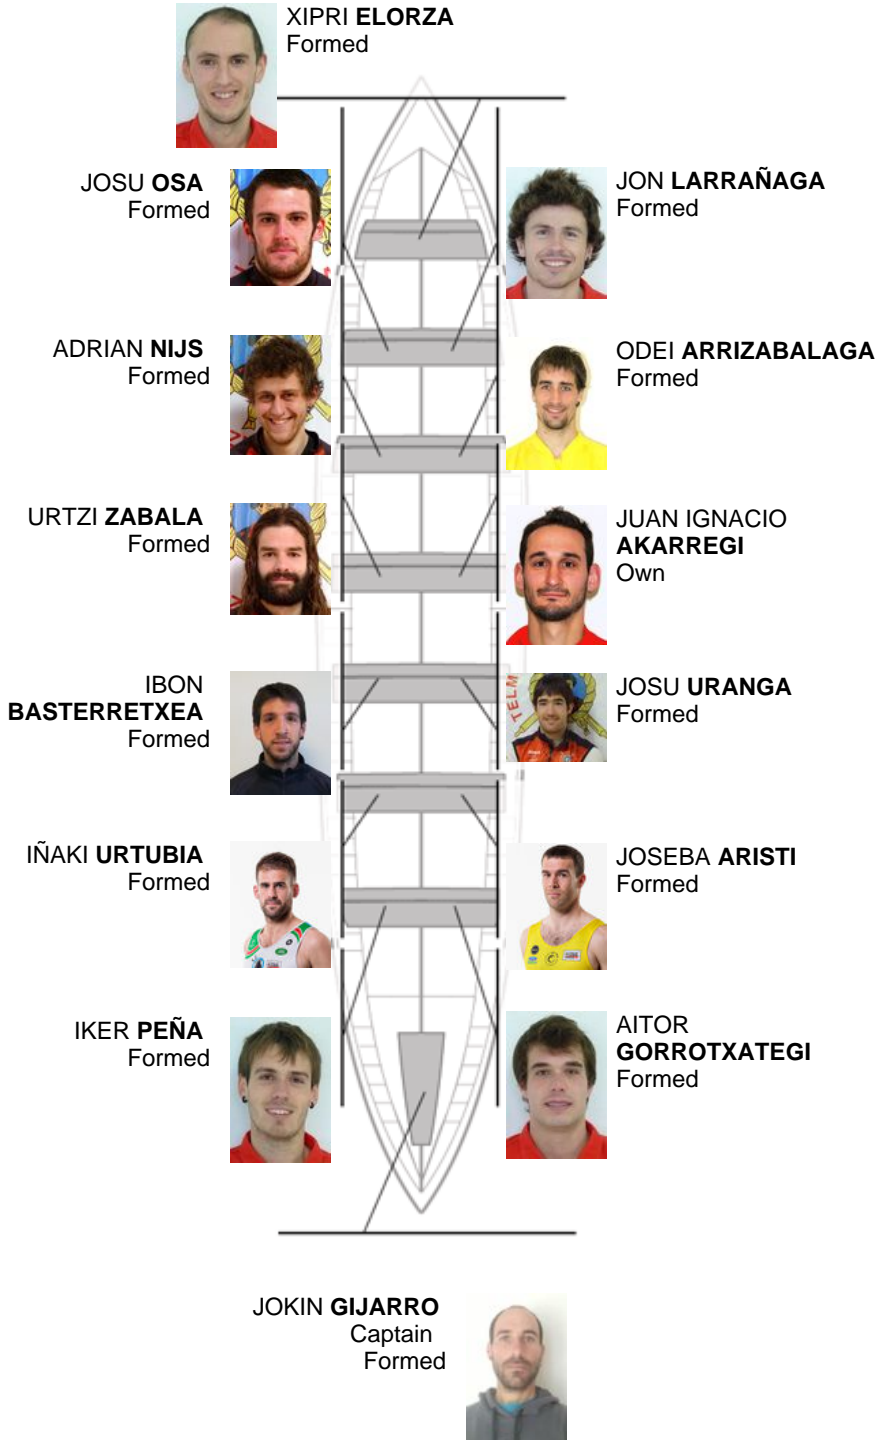 XIPRI ELORZA
Formed
JOSU OSA
Formed
JON LARRAÑAGA
Formed
ADRIAN NIJS
Formed
ODEI ARRIZABALAGA
Formed
URTZI ZABALA
Formed
JUAN IGNACIO
AKARREGI
Own
IBON
BASTERRETXEA
Formed
TELM
JOSU URANGA
Formed
IÑAKI URTUBIA
Formed
JOSEBA ARISTI
Formed
IKER PEÑA
Formed
AITOR
GORROTXATEGI
Formed
JOKIN GIJARRO
Captain
Formed